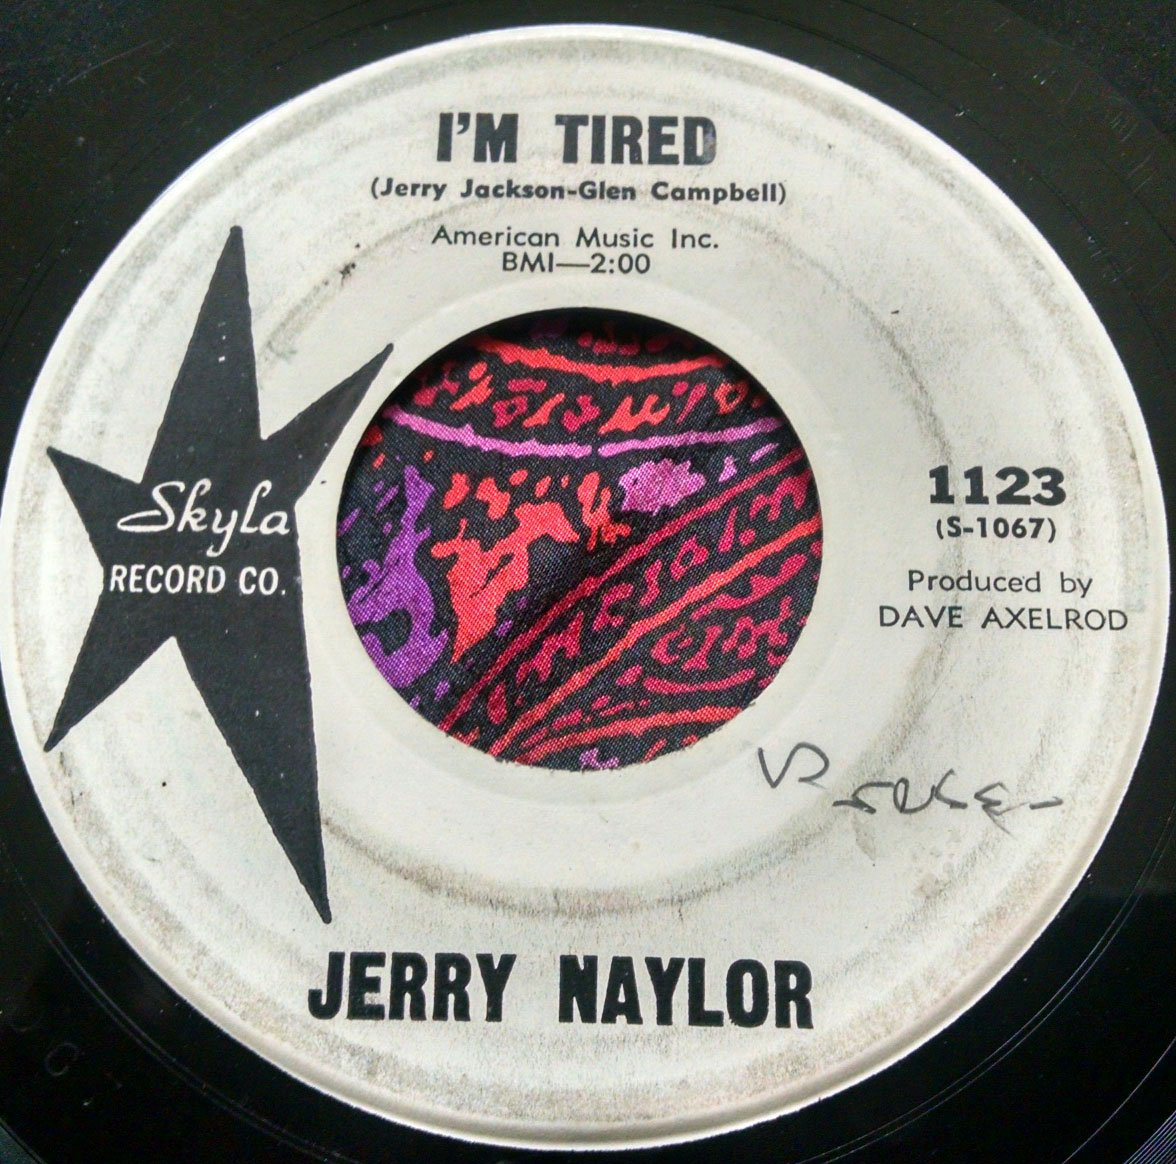 I'M TIRED
(Jerry Jackson-Glen Campbell)
American Music Inc.
BMI—2:00
Skyla
RECORD CO.
1123
(S-1067)
Produced by
DAVE AXELROD
JERRY NAYLOR